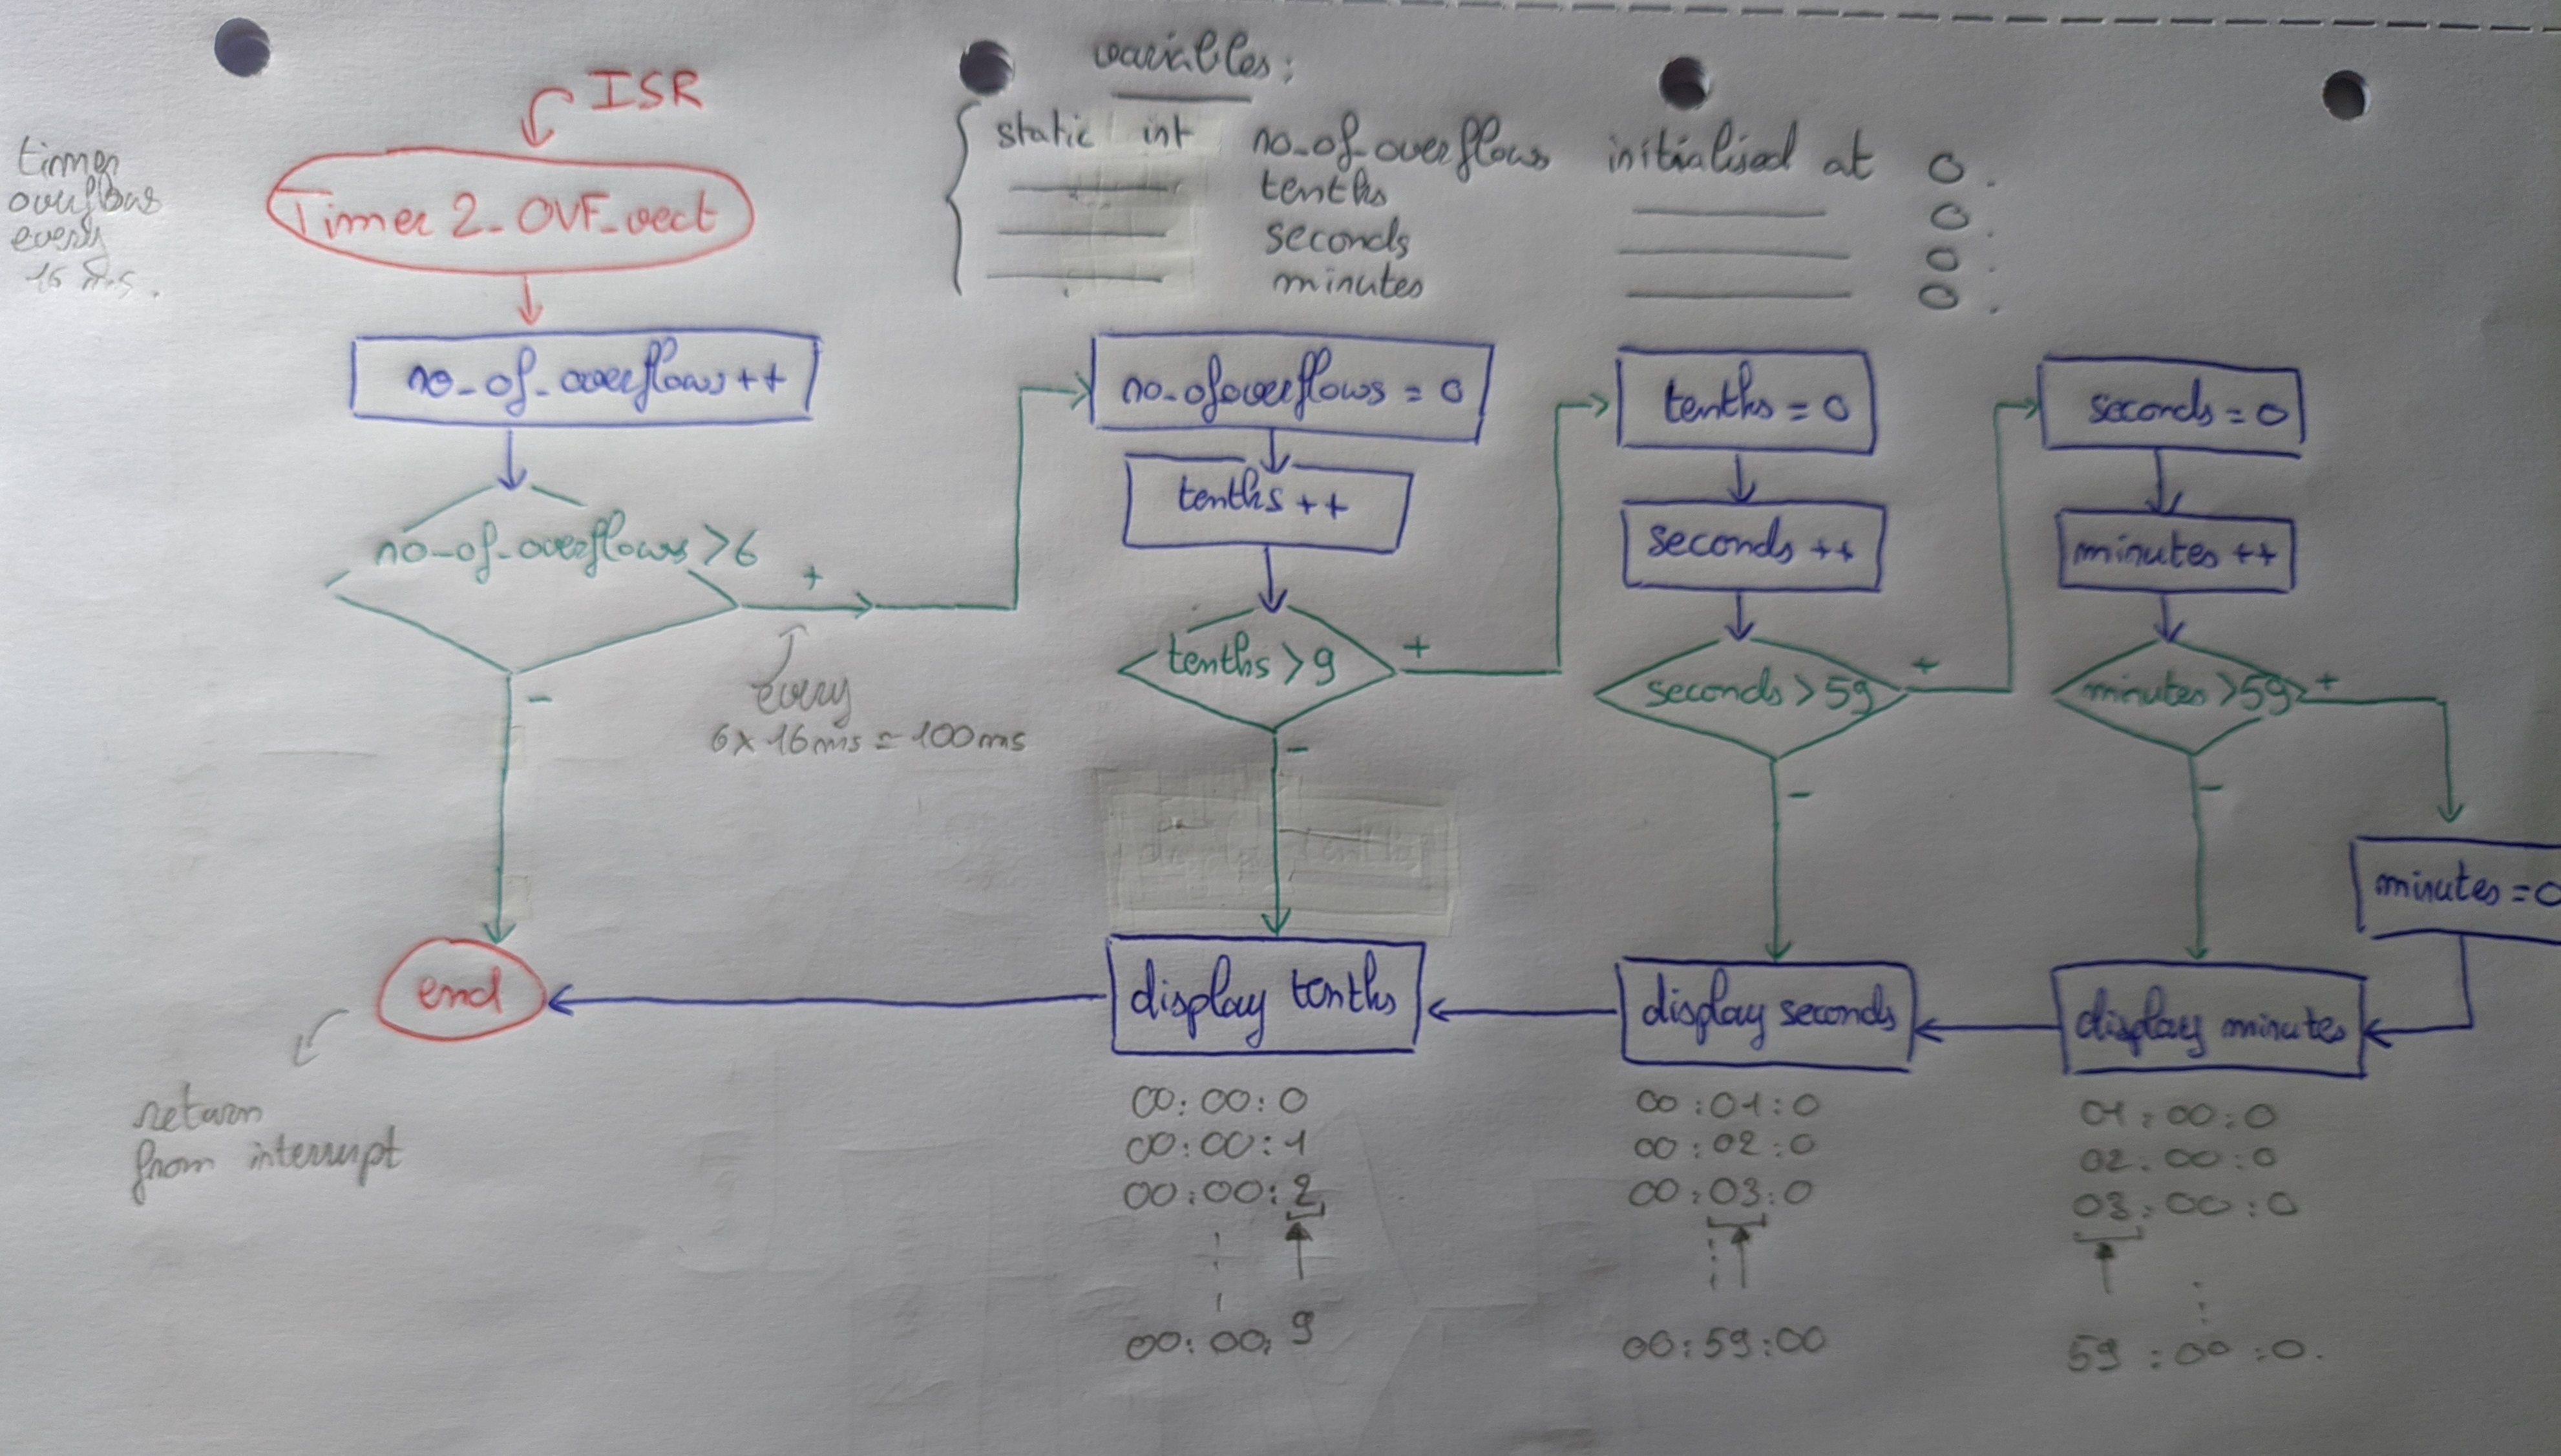 variables:
ISR
static int no_of_overflows initialised at 0.
tenths 0.
seconds 0.
minutes 0.
timer
overflows
every
16 ms.
Timer 2_OVF_vect
no_of_overflows++
no_of_overflows >6
+
-
every
6x16ms = 100ms
end
return
from interrupt
no_ofoverflows = 0
tenths ++
tenths >9
+
-
display tenths
00:00:0
00:00:1
00:00:2
00:00:9
tenths = 0
seconds ++
seconds >59
+
-
display seconds
00:01:0
00:02:0
00:03:0
00:59:00
seconds = 0
minutes ++
minutes >59
+
-
minutes =0
display minutes
01:00:0
02:00:0
03:00:0
59:00:0.